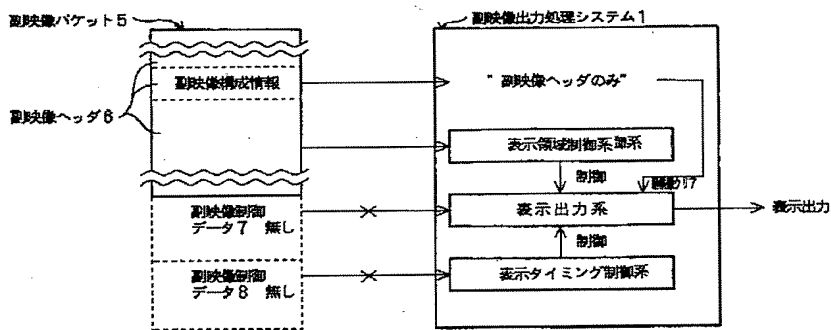 副映像パケット5
副映像出力処理システム1
副映像構成情報
"副映像ヘッダのみ"
副映像ヘッダ6
表示領域制御系
制御
クリア
表示出力系
表示出力
副映像制御
データ7 無し
制御
副映像制御
データ8 無し
表示タイミング制御系